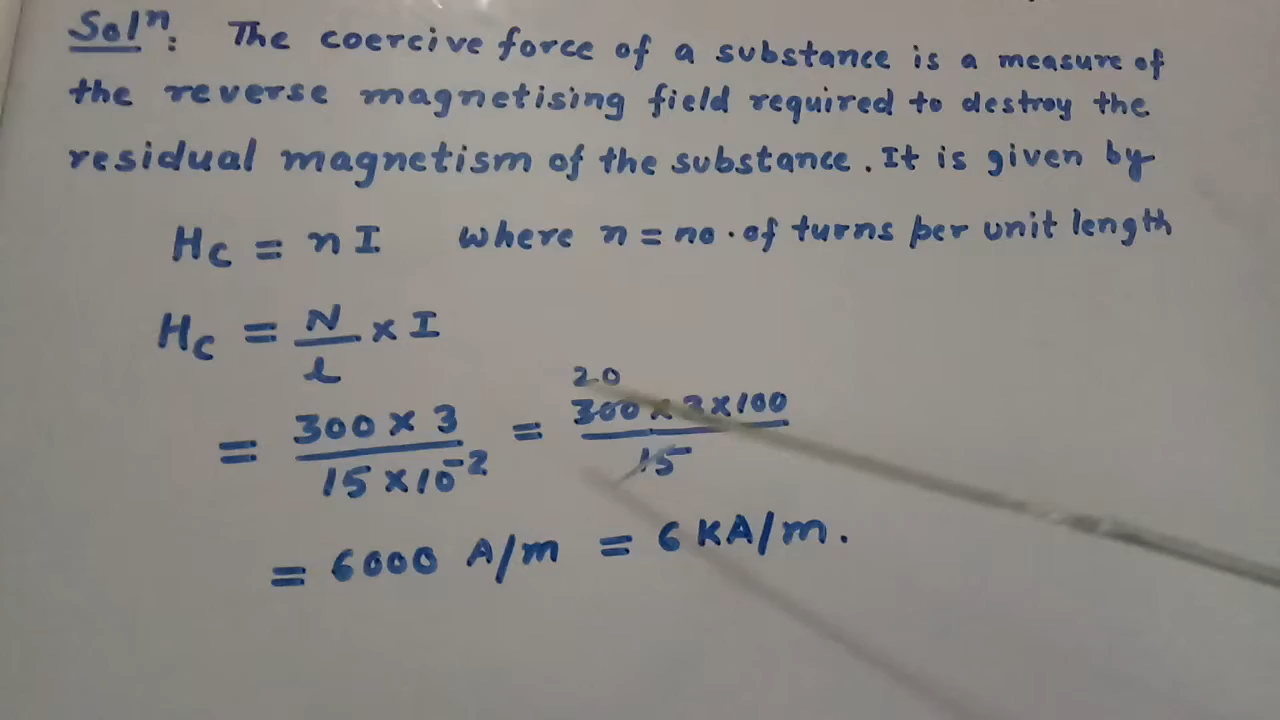 Solⁿ: The coercive force of a substance is a measure of
the reverse magnetising field required to destroy the
residual magnetism of the substance. It is given by
Hc = nI where n = no. of turns per unit length
Hc = N/l × I
= 300 × 3 / 15 × 10⁻² = 20 300 × 3 × 100 / 15
= 6000 A/m = 6 KA/m.